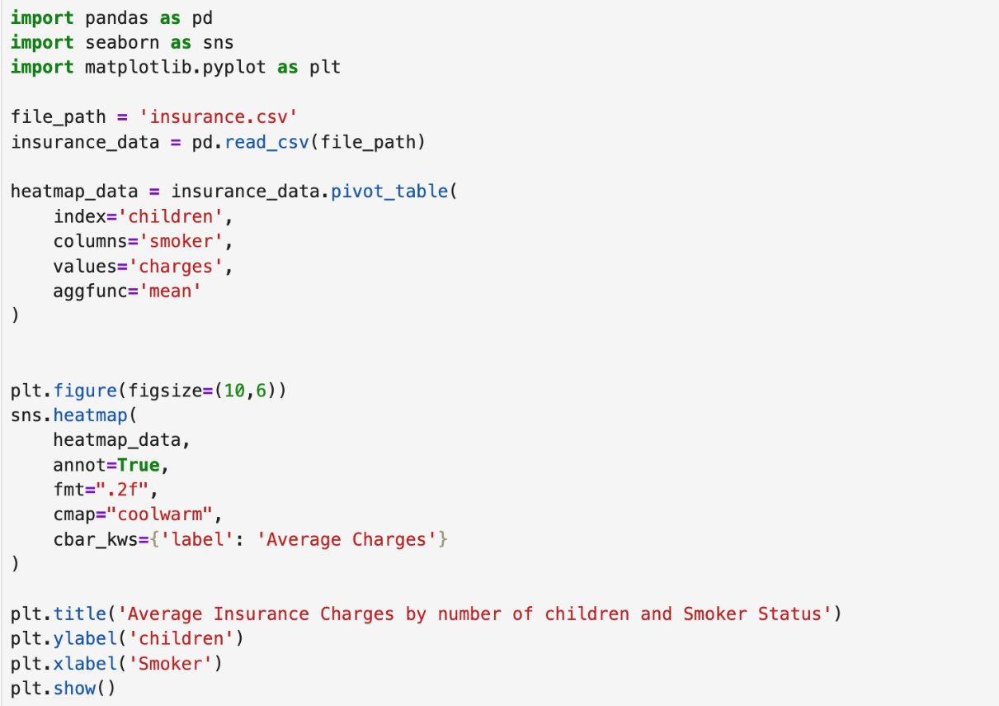 import pandas as pd
import seaborn as sns
import matplotlib.pyplot as plt

file_path = 'insurance.csv'
insurance_data = pd.read_csv(file_path)

heatmap_data = insurance_data.pivot_table(
    index='children',
    columns='smoker',
    values='charges',
    aggfunc='mean'
)


plt.figure(figsize=(10,6))
sns.heatmap(
    heatmap_data,
    annot=True,
    fmt=".2f",
    cmap="coolwarm",
    cbar_kws={'label': 'Average Charges'}
)

plt.title('Average Insurance Charges by number of children and Smoker Status')
plt.ylabel('children')
plt.xlabel('Smoker')
plt.show()